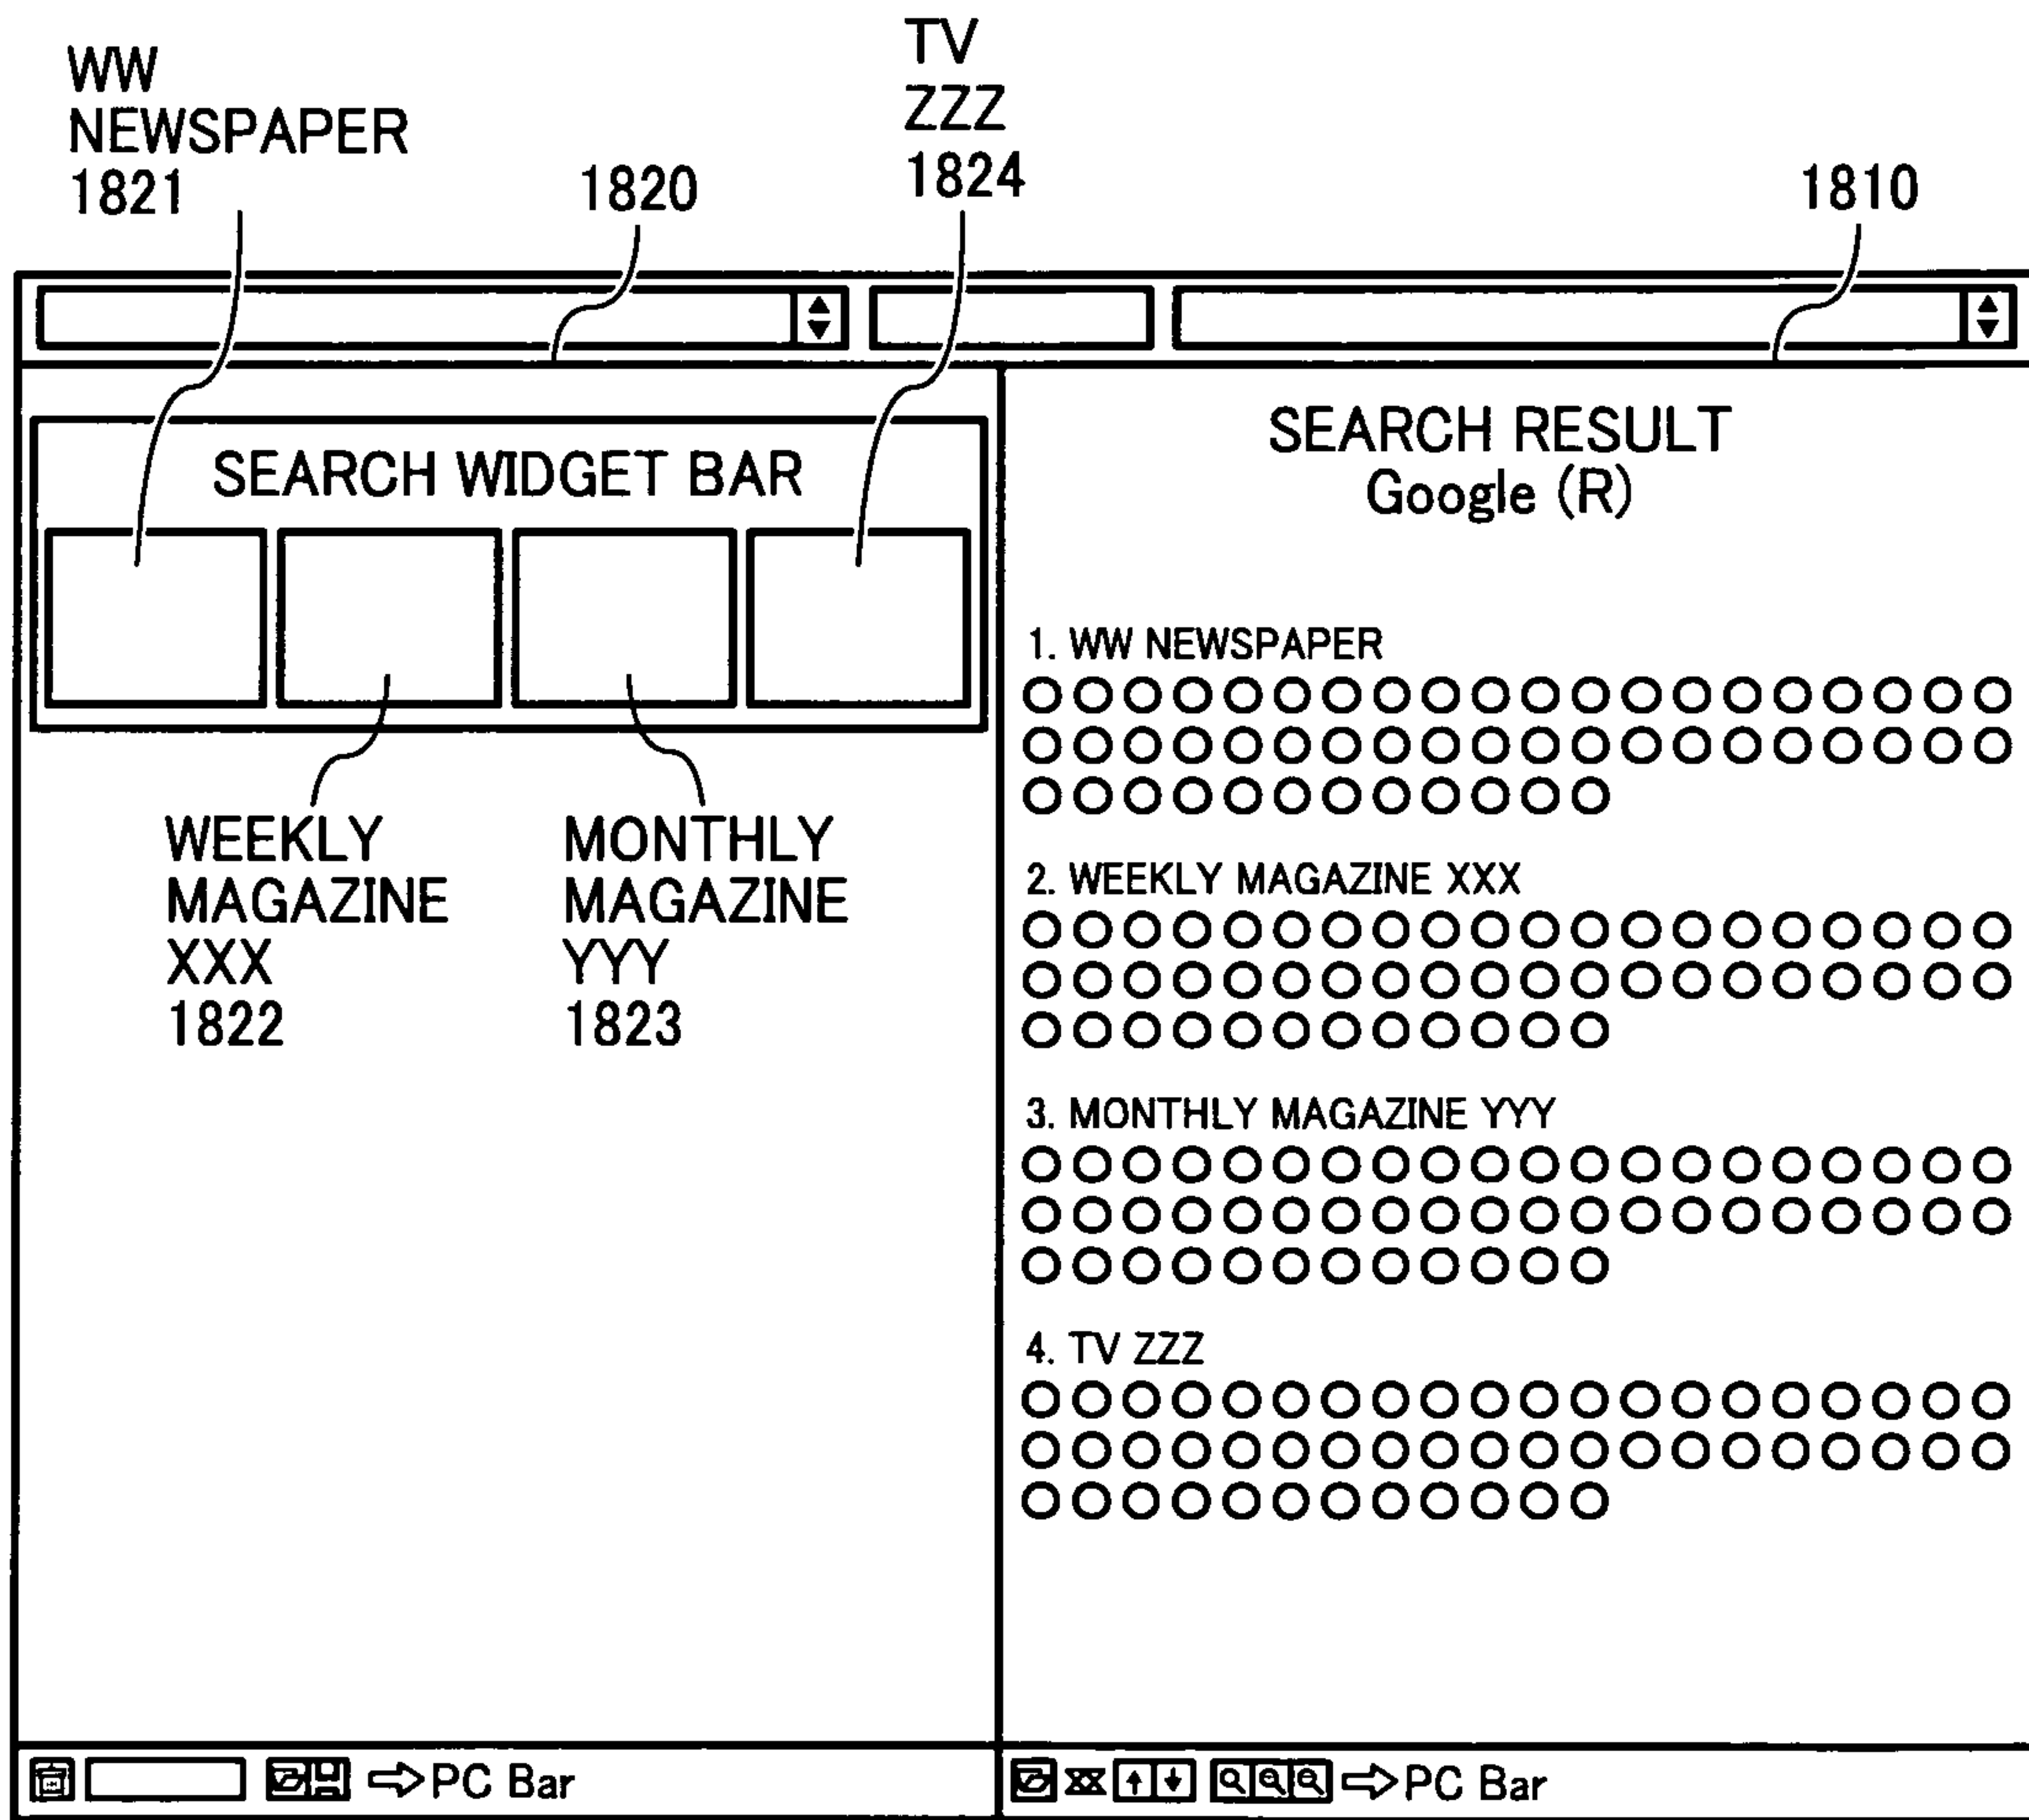 WW
NEWSPAPER
1821
1820
TV
ZZZ
1824
1810
SEARCH WIDGET BAR
WEEKLY
MAGAZINE
XXX
1822
MONTHLY
MAGAZINE
YYY
1823
SEARCH RESULT
Google (R)
1. WW NEWSPAPER
○○○○○○○○○○○○○○○○○○○○
○○○○○○○○○○○○○○○○○○○○
○○○○○○○○○○○○
2. WEEKLY MAGAZINE XXX
○○○○○○○○○○○○○○○○○○○○
○○○○○○○○○○○○○○○○○○○○
○○○○○○○○○○○○
3. MONTHLY MAGAZINE YYY
○○○○○○○○○○○○○○○○○○○○
○○○○○○○○○○○○○○○○○○○○
○○○○○○○○○○○○
4. TV ZZZ
○○○○○○○○○○○○○○○○○○○○
○○○○○○○○○○○○○○○○○○○○
○○○○○○○○○○○○
⇨PC Bar
⇨PC Bar